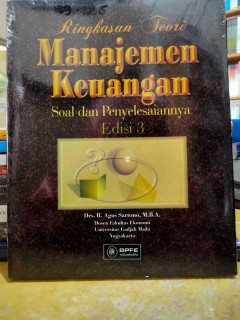 Ringkasan Teori
Manajemen
Keuangan
Soal dan Penyelesaiannya
Edisi 3
Drs. R. Agus Sartono, M.B.A.
Dosen Fakultas Ekonomi
Universitas Gadjah Mada
Yogyakarta
BPFE
YOGYAKARTA